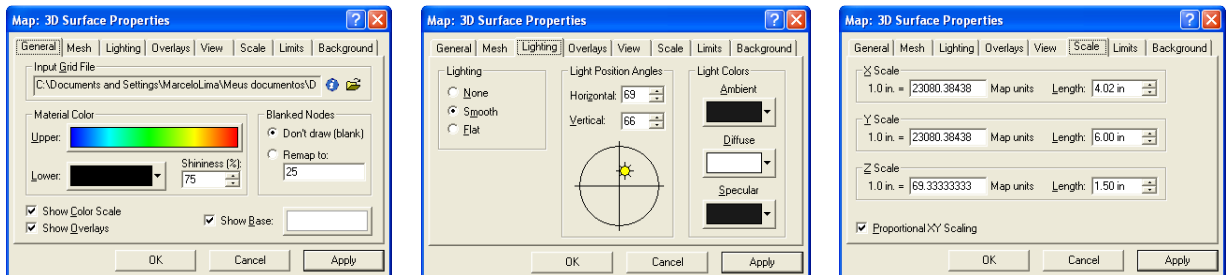 Map: 3D Surface Properties
General Mesh Lighting Overlays View Scale Limits Background
Input Grid File
C:\Documents and Settings\MarceloLima\Meus documentos\D
Material Color
Upper:
Lower:
Shininess (%):
75
Blanked Nodes
Don't draw (blank)
Remap to:
25
Show Color Scale
Show Overlays
Show Base:
OK Cancel Apply
Map: 3D Surface Properties
General Mesh Lighting Overlays View Scale Limits Background
Lighting
None
Smooth
Flat
Light Position Angles
Horizontal: 69
Vertical: 66
Light Colors
Ambient
Diffuse
Specular
OK Cancel Apply
Map: 3D Surface Properties
General Mesh Lighting Overlays View Scale Limits Background
X Scale
1.0 in. = 23080.38438 Map units Length: 4.02 in
Y Scale
1.0 in. = 23080.38438 Map units Length: 6.00 in
Z Scale
1.0 in. = 69.33333333 Map units Length: 1.50 in
Proportional XY Scaling
OK Cancel Apply